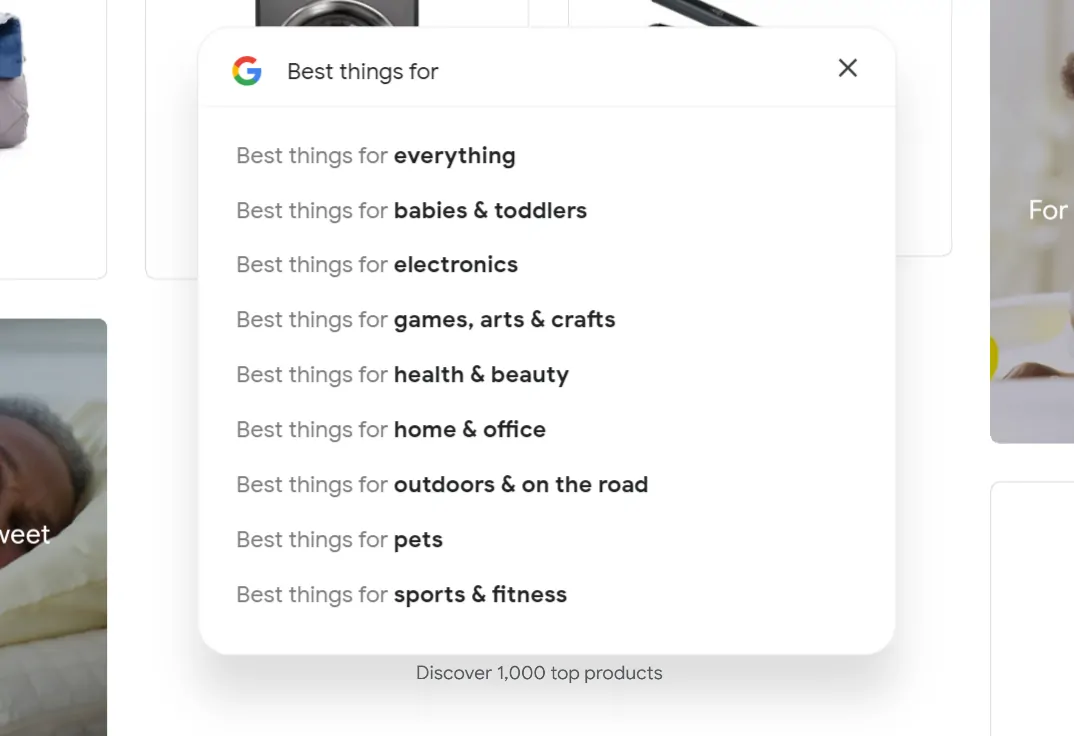 Best things for
Best things for everything
Best things for babies & toddlers
Best things for electronics
Best things for games, arts & crafts
Best things for health & beauty
Best things for home & office
Best things for outdoors & on the road
Best things for pets
Best things for sports & fitness
For
Discover 1,000 top products